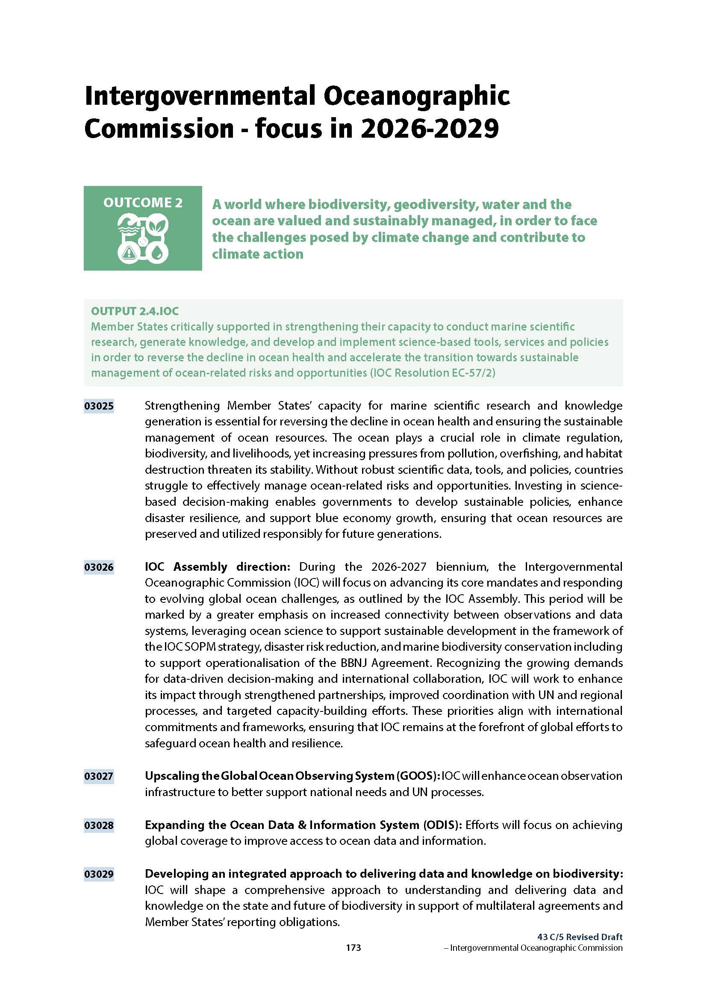 Intergovernmental Oceanographic
Commission - focus in 2026-2029
OUTCOME 2
A world where biodiversity, geodiversity, water and the
ocean are valued and sustainably managed, in order to face
the challenges posed by climate change and contribute to
climate action
OUTPUT 2.4.IOC
Member States critically supported in strengthening their capacity to conduct marine scientific
research, generate knowledge, and develop and implement science-based tools, services and policies
in order to reverse the decline in ocean health and accelerate the transition towards sustainable
management of ocean-related risks and opportunities (IOC Resolution EC-57/2)
03025 Strengthening Member States’ capacity for marine scientific research and knowledge
generation is essential for reversing the decline in ocean health and ensuring the sustainable
management of ocean resources. The ocean plays a crucial role in climate regulation,
biodiversity, and livelihoods, yet increasing pressures from pollution, overfishing, and habitat
destruction threaten its stability. Without robust scientific data, tools, and policies, countries
struggle to effectively manage ocean-related risks and opportunities. Investing in science-
based decision-making enables governments to develop sustainable policies, enhance
disaster resilience, and support blue economy growth, ensuring that ocean resources are
preserved and utilized responsibly for future generations.
03026 IOC Assembly direction: During the 2026-2027 biennium, the Intergovernmental
Oceanographic Commission (IOC) will focus on advancing its core mandates and responding
to evolving global ocean challenges, as outlined by the IOC Assembly. This period will be
marked by a greater emphasis on increased connectivity between observations and data
systems, leveraging ocean science to support sustainable development in the framework of
the IOC SOPM strategy, disaster risk reduction, and marine biodiversity conservation including
to support operationalisation of the BBNJ Agreement. Recognizing the growing demands
for data-driven decision-making and international collaboration, IOC will work to enhance
its impact through strengthened partnerships, improved coordination with UN and regional
processes, and targeted capacity-building efforts. These priorities align with international
commitments and frameworks, ensuring that IOC remains at the forefront of global efforts to
safeguard ocean health and resilience.
03027 Upscaling the Global Ocean Observing System (GOOS): IOC will enhance ocean observation
infrastructure to better support national needs and UN processes.
03028 Expanding the Ocean Data & Information System (ODIS): Efforts will focus on achieving
global coverage to improve access to ocean data and information.
03029 Developing an integrated approach to delivering data and knowledge on biodiversity:
IOC will shape a comprehensive approach to understanding and delivering data and
knowledge on the state and future of biodiversity in support of multilateral agreements and
Member States’ reporting obligations.
43 C/5 Revised Draft
173 – Intergovernmental Oceanographic Commission